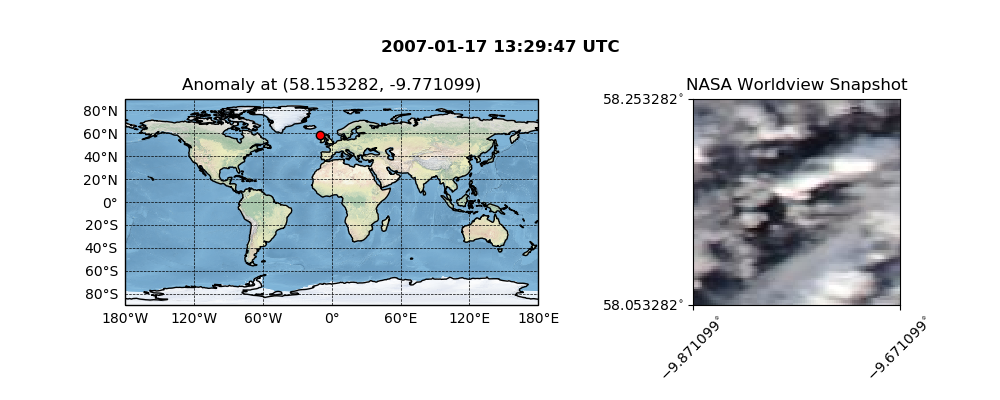 2007-01-17 13:29:47 UTC
Anomaly at (58.153282, -9.771099)
80°N
60°N
40°N
20°N
0°
20°S
40°S
60°S
80°S
180°W 120°W 60°W 0° 60°E 120°E 180°E
NASA Worldview Snapshot
58.253282°
58.053282°
−9.871099°
−9.671099°